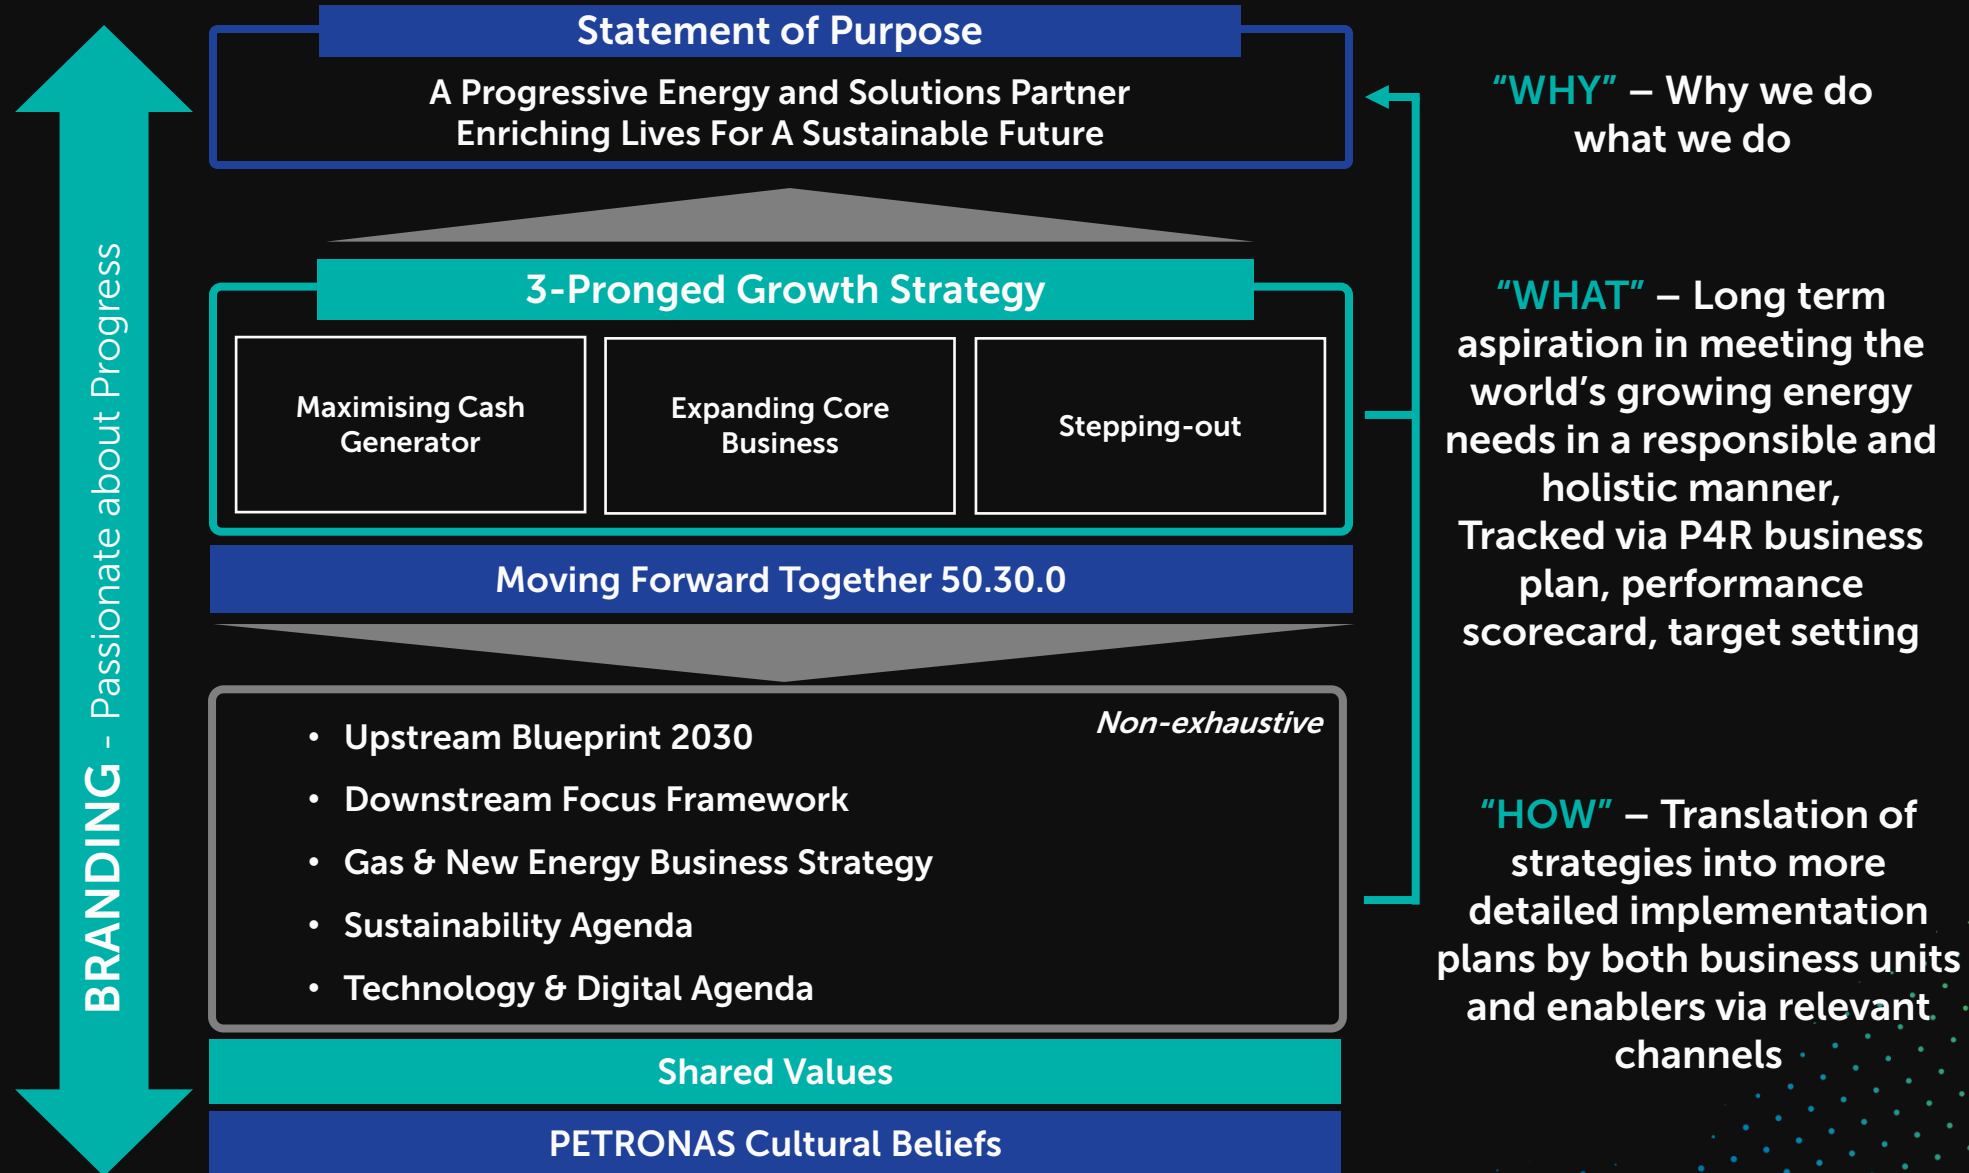 Statement of Purpose
A Progressive Energy and Solutions Partner
Enriching Lives For A Sustainable Future
"WHY" – Why we do
what we do
BRANDING - Passionate about Progress
3-Pronged Growth Strategy
Maximising Cash
Generator
Expanding Core
Business
Stepping-out
Moving Forward Together 50.30.0
“WHAT” – Long term
aspiration in meeting the
world’s growing energy
needs in a responsible and
holistic manner,
Tracked via P4R business
plan, performance
scorecard, target setting
Non-exhaustive
• Upstream Blueprint 2030
• Downstream Focus Framework
• Gas & New Energy Business Strategy
• Sustainability Agenda
• Technology & Digital Agenda
“HOW” – Translation of
strategies into more
detailed implementation
plans by both business units
and enablers via relevant
channels
Shared Values
PETRONAS Cultural Beliefs